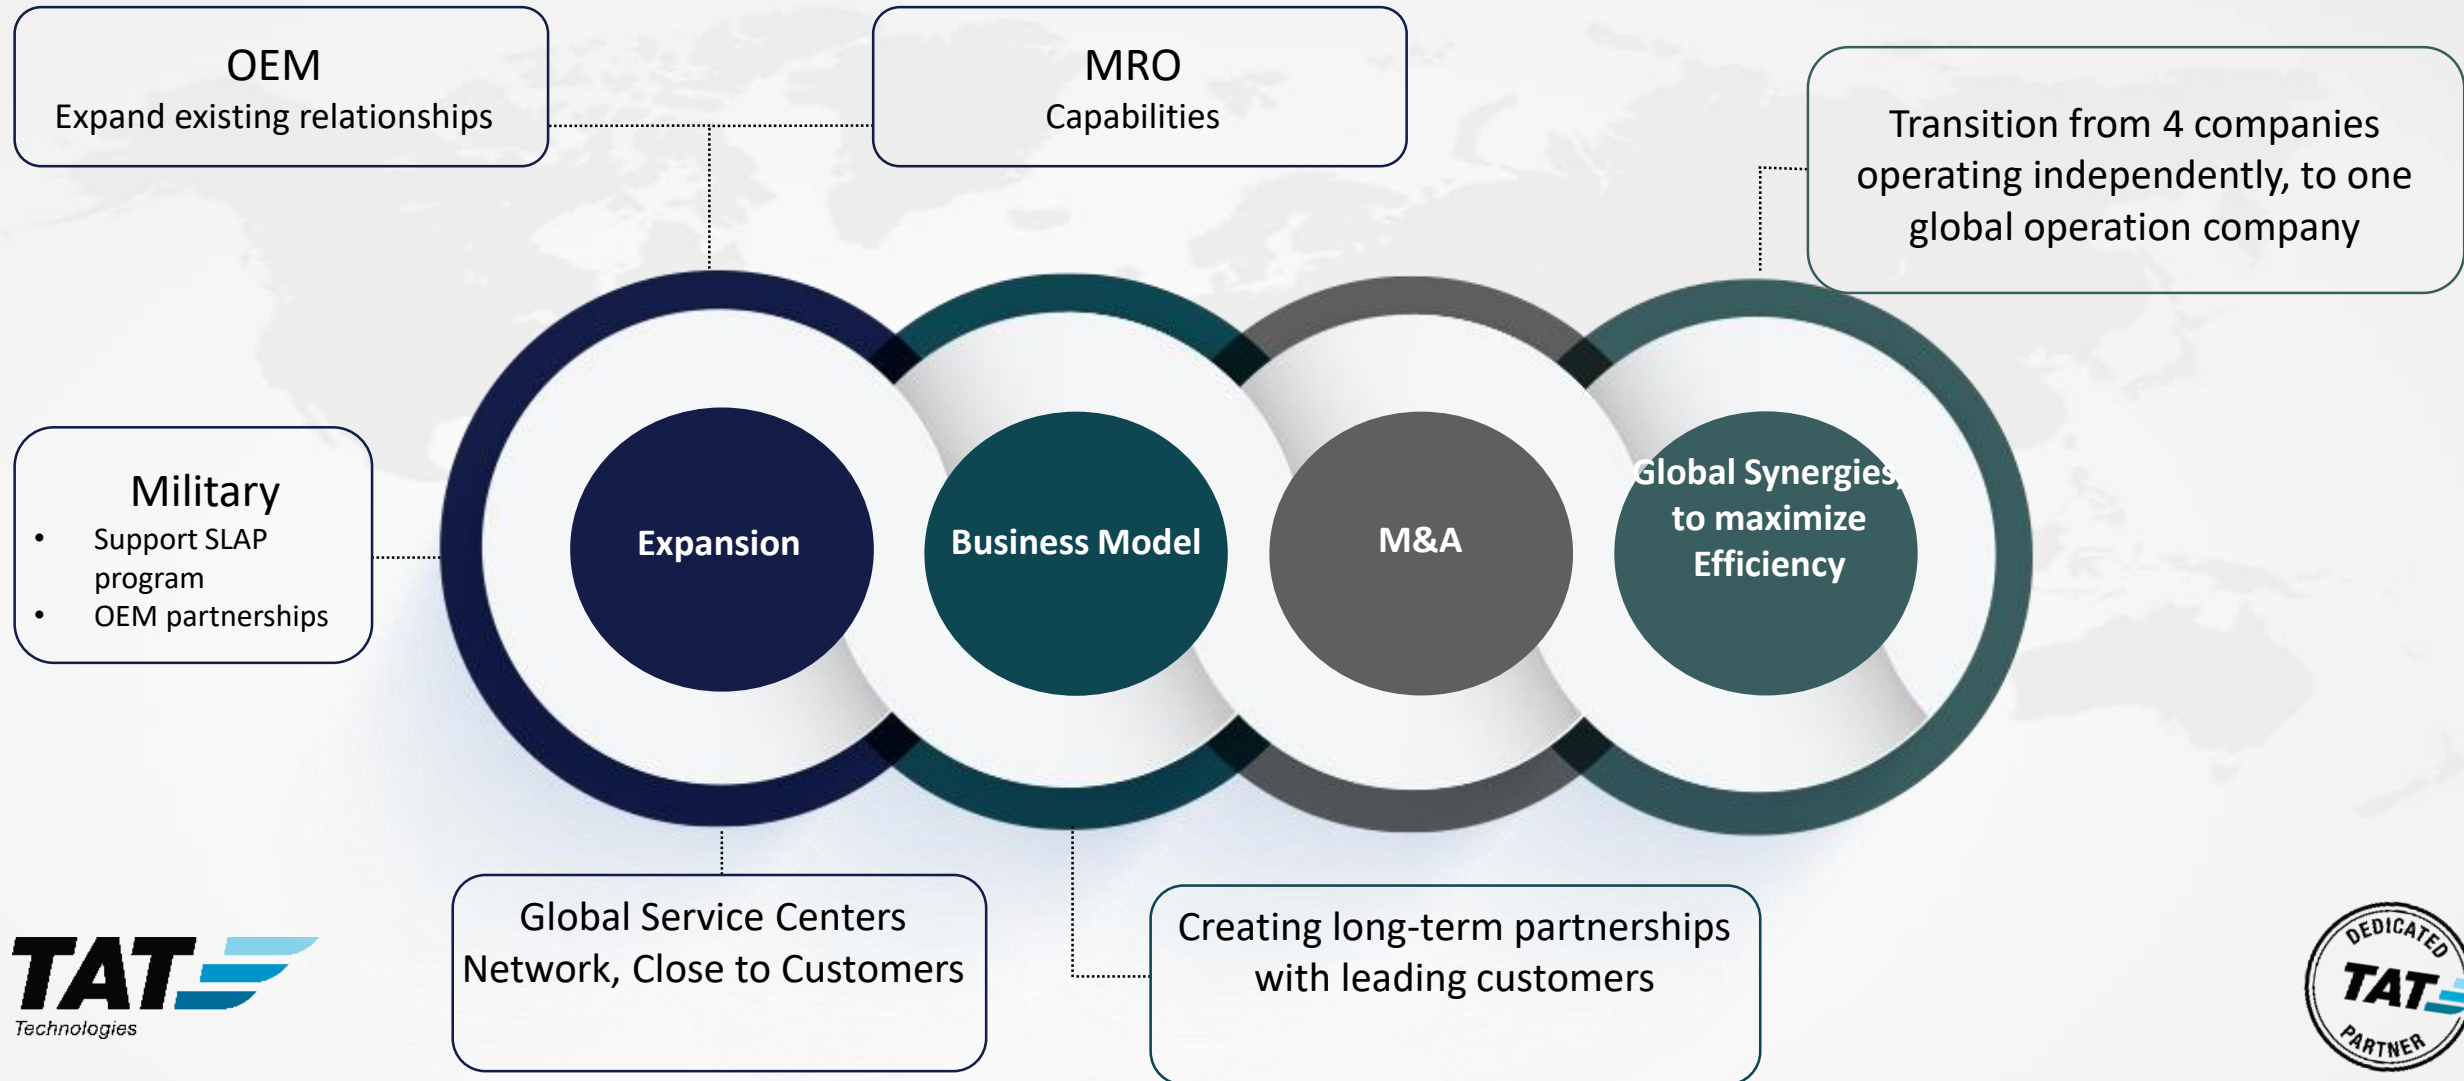 OEM
Expand existing relationships
MRO
Capabilities
Transition from 4 companies
operating independently, to one
global operation company
Military
• Support SLAP
program
• OEM partnerships
Expansion
Business Model
M&A
Global Synergies,
to maximize
Efficiency
Global Service Centers
Network, Close to Customers
Creating long-term partnerships
with leading customers
TAT
Technologies
DEDICATED
TAT
PARTNER